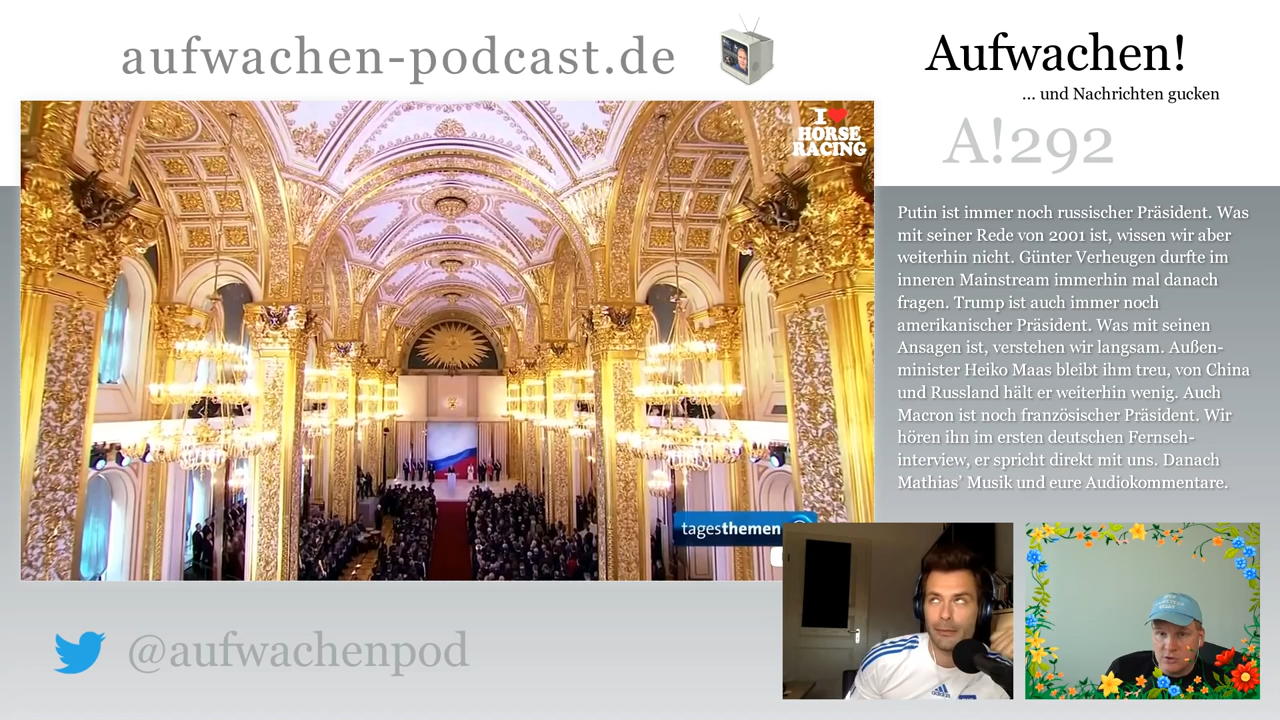 aufwachen-podcast.de
Aufwachen!
... und Nachrichten gucken
A!292
I
HORSE
RACING
Putin ist immer noch russischer Präsident. Was
mit seiner Rede von 2001 ist, wissen wir aber
weiterhin nicht. Günter Verheugen durfte im
inneren Mainstream immerhin mal danach
fragen. Trump ist auch immer noch
amerikanischer Präsident. Was mit seinen
Ansagen ist, verstehen wir langsam. Außen-
minister Heiko Maas bleibt ihm treu, von China
und Russland hält er weiterhin wenig. Auch
Macron ist noch französischer Präsident. Wir
hören ihn im ersten deutschen Fernseh-
interview, er spricht direkt mit uns. Danach
Mathias’ Musik und eure Audiokommentare.
tagesthemen
adidas
@aufwachenpod